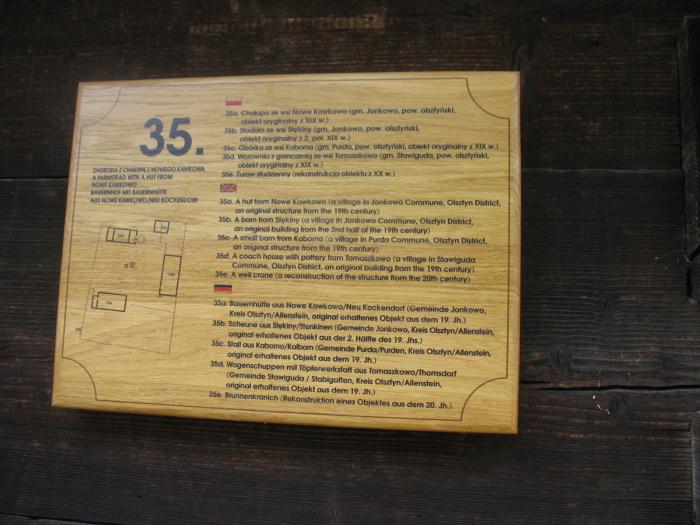 35.
ZAGRODA Z CHAŁUPĄ Z NOWEGO KAWKOWA
A FARMSTEAD WITH A HUT FROM
NOWE KAWKOWO
BAUERNHOF MIT BAUERNHÜTTE
AUS NOWE KAWKOWO/NEU KOCKENDORF
35a. Chałupa ze wsi Nowe Kawkowo (gm. Jonkowo, pow. olsztyński,
obiekt oryginalny z XIX w.)
35b. Stodoła ze wsi Stękiny (gm. Jonkowo, pow. olsztyński,
obiekt oryginalny z 2. poł. XIX w.)
35c. Obórka ze wsi Kaborno (gm. Purda, pow. olsztyński, obiekt oryginalny z XIX w.)
35d. Wozownia z garncarnią ze wsi Tomaszkowo (gm. Stawiguda, pow. olsztyński,
obiekt oryginalny z XIX w.)
35e. Żuraw studzienny (rekonstrukcja obiektu z XX w.)
35a. A hut from Nowe Kawkowo (a village in Jonkowo Commune, Olsztyn District,
an original structure from the 19th century)
35b. A barn from Stękiny (a village in Jonkowo Commune, Olsztyn District,
an original building from the 2nd half of the 19th century)
35c. A small barn from Kaborno (a village in Purda Commune, Olsztyn District,
an original structure from the 19th century)
35d. A coach house with pottery from Tomaszkowo (a village in Stawiguda
Commune, Olsztyn District, an original building from the 19th century)
35e. A well crane (a reconstruction of the structure from the 20th century)
35a. Bauernhütte aus Nowe Kawkowo/Neu Kockendorf (Gemeinde Jonkowo,
Kreis Olsztyn/Allenstein, original erhaltenes Objekt aus dem 19. Jh.)
35b. Scheune aus Stękiny/Stenkinen (Gemeinde Jonkowo, Kreis Olsztyn/Allenstein,
original erhaltenes Objekt aus der 2. Hälfte des 19. Jhs.)
35c. Stall aus Kaborno/Kalborn (Gemeinde Purda/Purden, Kreis Olsztyn/Allenstein,
original erhaltenes Objekt aus dem 19. Jh.)
35d. Wagenschuppen mit Töpferwerkstatt aus Tomaszkowo/Thomsdorf
(Gemeinde Stawiguda / Stabigotten, Kreis Olsztyn/Allenstein,
original erhaltenes Objekt aus dem 19. Jh.)
35e. Brunnenkranich (Rekonstruktion eines Objektes aus dem 20. Jh.)